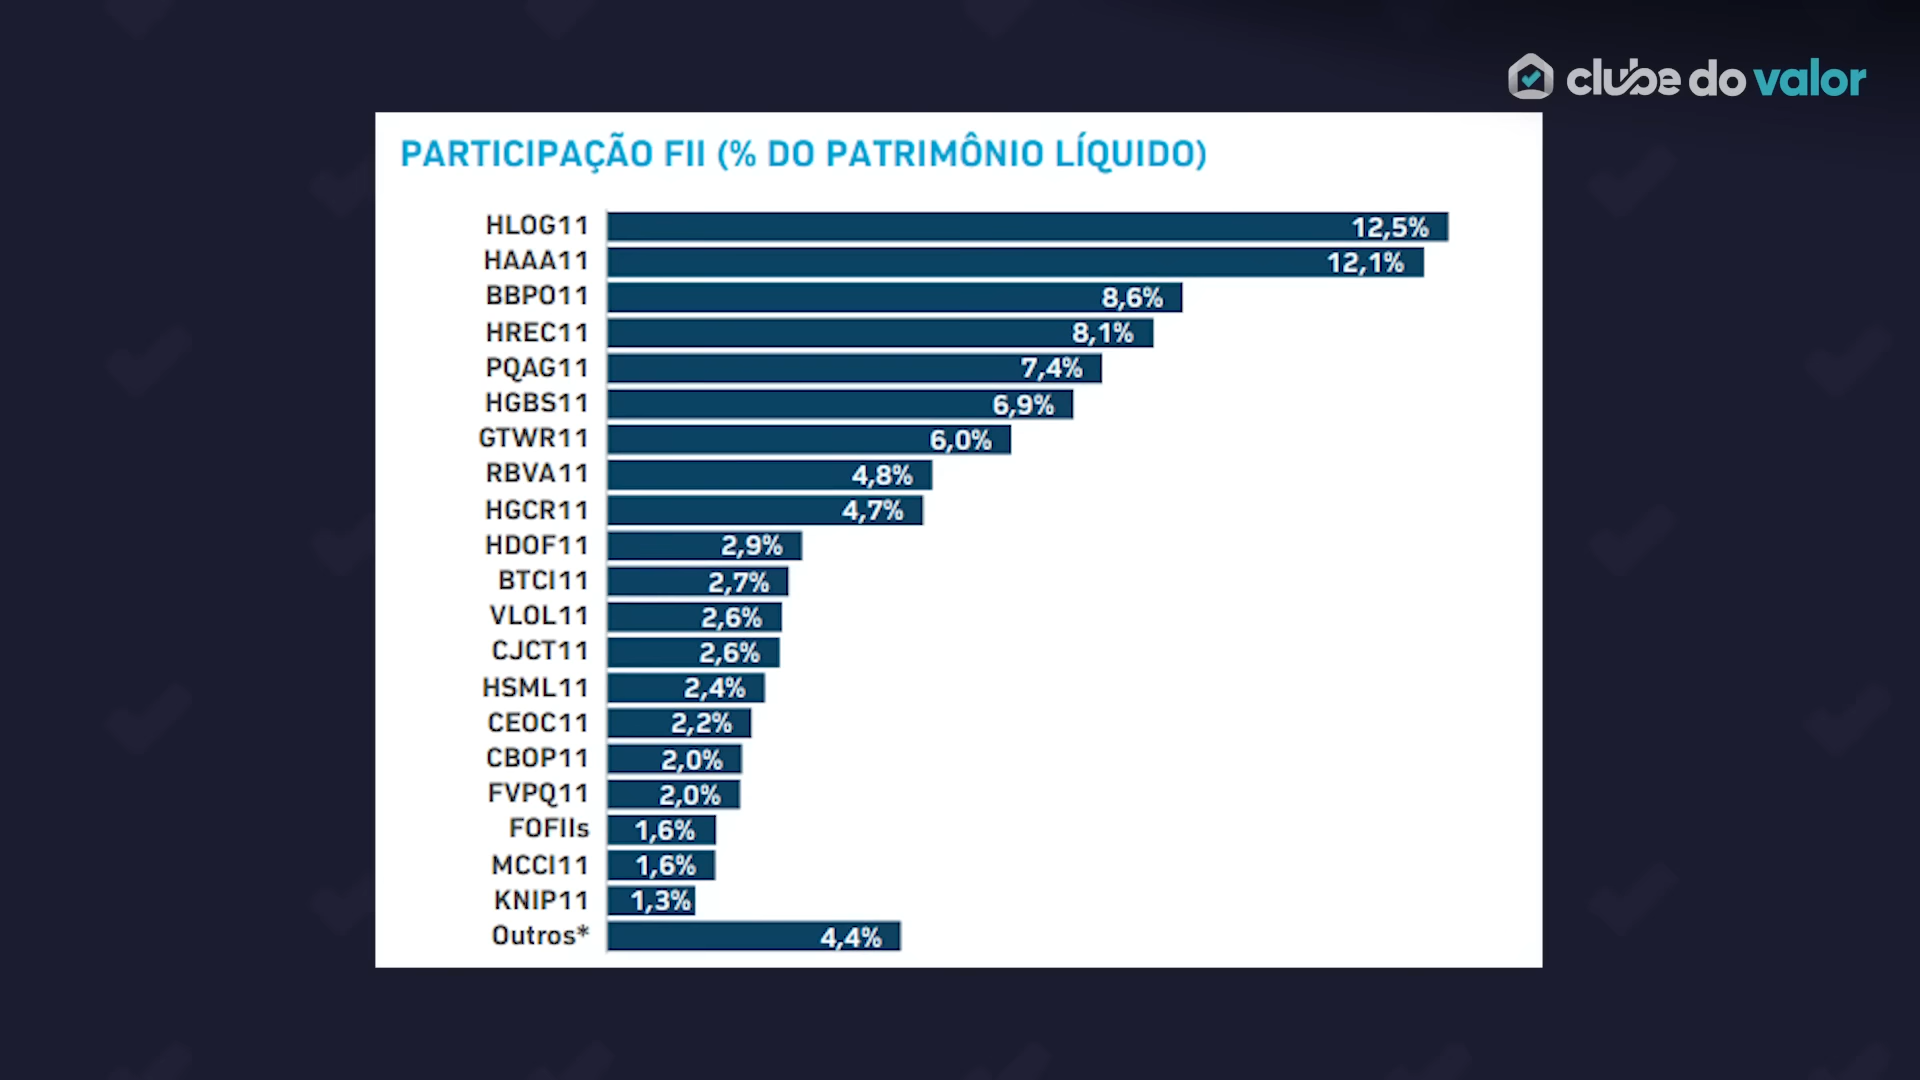 clube do valor
PARTICIPAÇÃO FII (% DO PATRIMÔNIO LÍQUIDO)
HLOG11 12,5%
HAAA11 12,1%
BBPO11 8,6%
HREC11 8,1%
PQAG11 7,4%
HGBS11 6,9%
GTWR11 6,0%
RBVA11 4,8%
HGCR11 4,7%
HDOF11 2,9%
BTCI11 2,7%
VLOL11 2,6%
CJCT11 2,6%
HSML11 2,4%
CEOC11 2,2%
CBOP11 2,0%
FVPQ11 2,0%
FOFIIs 1,6%
MCCI11 1,6%
KNIP11 1,3%
Outros* 4,4%